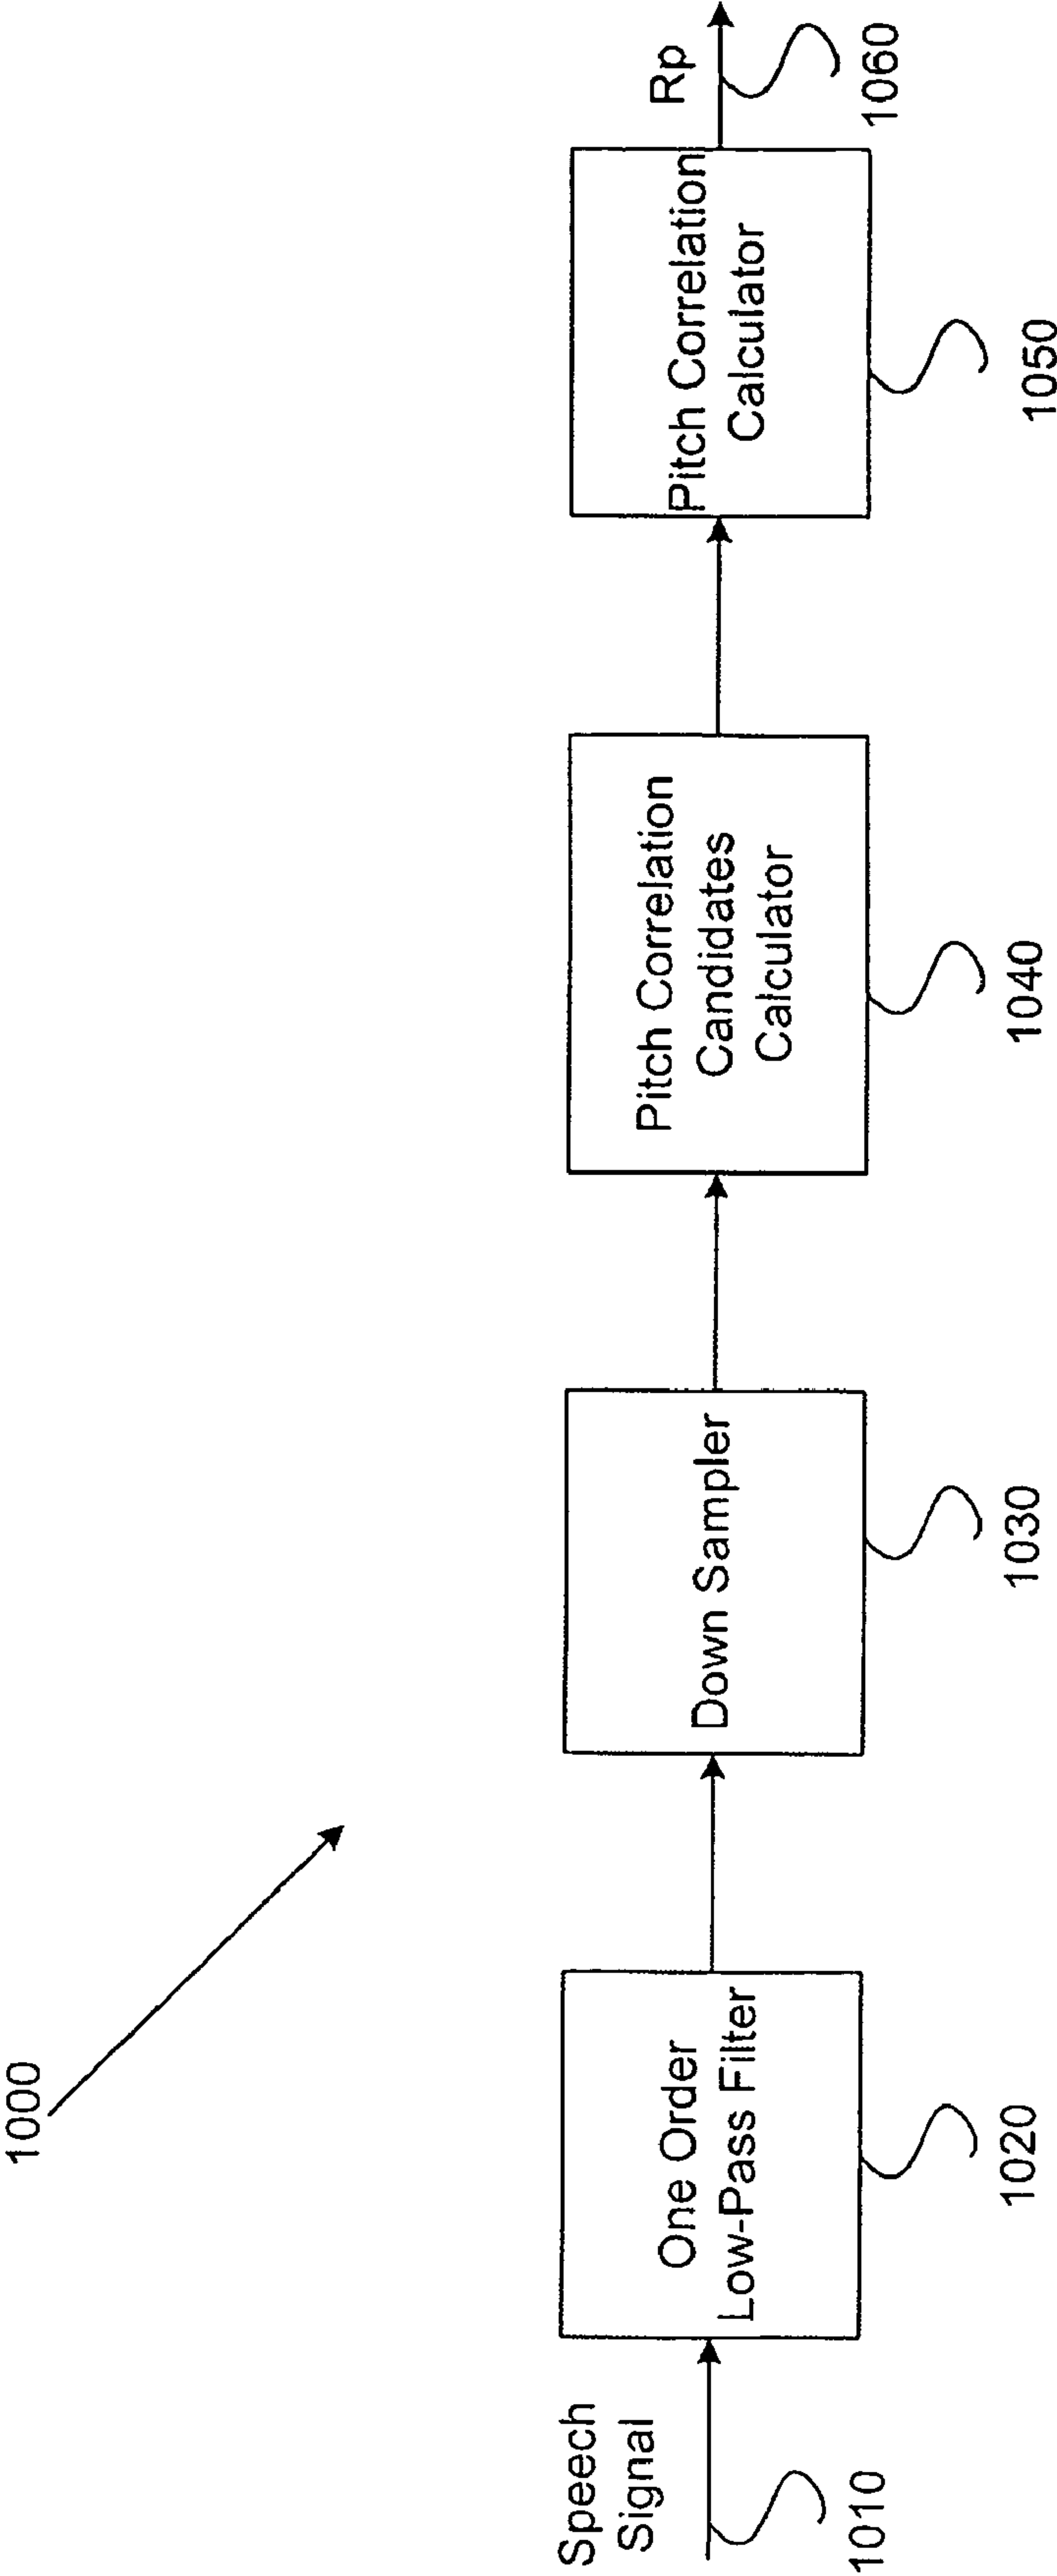 1000
Speech
Signal
1010
One Order
Low-Pass Filter
1020
Down Sampler
1030
Pitch Correlation
Candidates
Calculator
1040
Pitch Correlation
Calculator
1050
Rp
1060